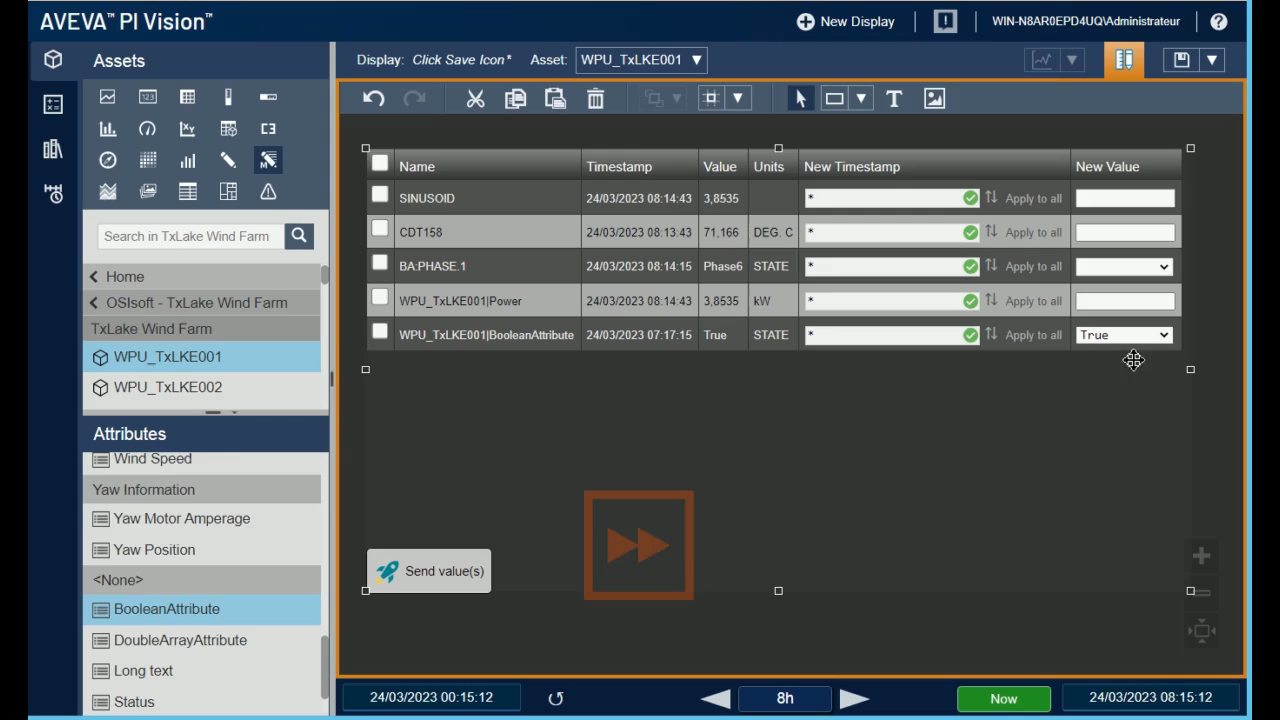 AVEVA™ PI Vision™
New Display
WIN-N8AR0EPD4UQ\Administrateur
Assets
Display: Click Save Icon* Asset: WPU_TxLKE001
Name Timestamp Value Units New Timestamp New Value
SINUSOID 24/03/2023 08:14:43 3,8535 * Apply to all
CDT158 24/03/2023 08:13:43 71,166 DEG. C * Apply to all
BA:PHASE.1 24/03/2023 08:14:15 Phase6 STATE * Apply to all
WPU_TxLKE001|Power 24/03/2023 08:14:43 3,8535 kW * Apply to all
WPU_TxLKE001|BooleanAttribute 24/03/2023 07:17:15 True STATE * Apply to all True
Send value(s)
Search in TxLake Wind Farm
Home
OSIsoft - TxLake Wind Farm
TxLake Wind Farm
WPU_TxLKE001
WPU_TxLKE002
Attributes
Wind Speed
Yaw Information
Yaw Motor Amperage
Yaw Position
<None>
BooleanAttribute
DoubleArrayAttribute
Long text
Status
24/03/2023 00:15:12
8h
Now
24/03/2023 08:15:12